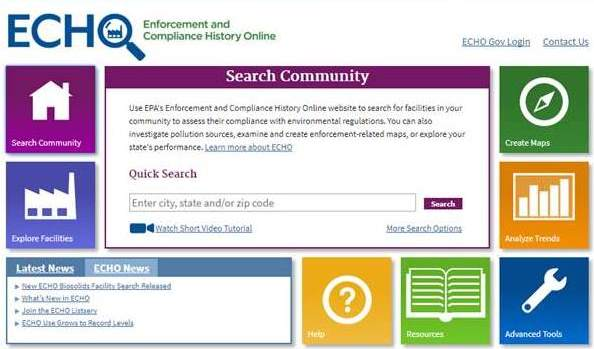 ECHO
Enforcement and
Compliance History Online
ECHO Gov Login
Contact Us
Search Community
Search Community
Use EPA's Enforcement and Compliance History Online website to search for facilities in your
community to assess their compliance with environmental regulations. You can also
investigate pollution sources, examine and create enforcement-related maps, or explore your
state's performance. Learn more about ECHO
Quick Search
Enter city, state and/or zip code
Search
Watch Short Video Tutorial
More Search Options
Create Maps
Explore Facilities
Analyze Trends
Latest News
ECHO News
New ECHO Biosolids Facility Search Released
What's New in ECHO
Join the ECHO Listserv
ECHO Use Grows to Record Levels
Help
Resources
Advanced Tools